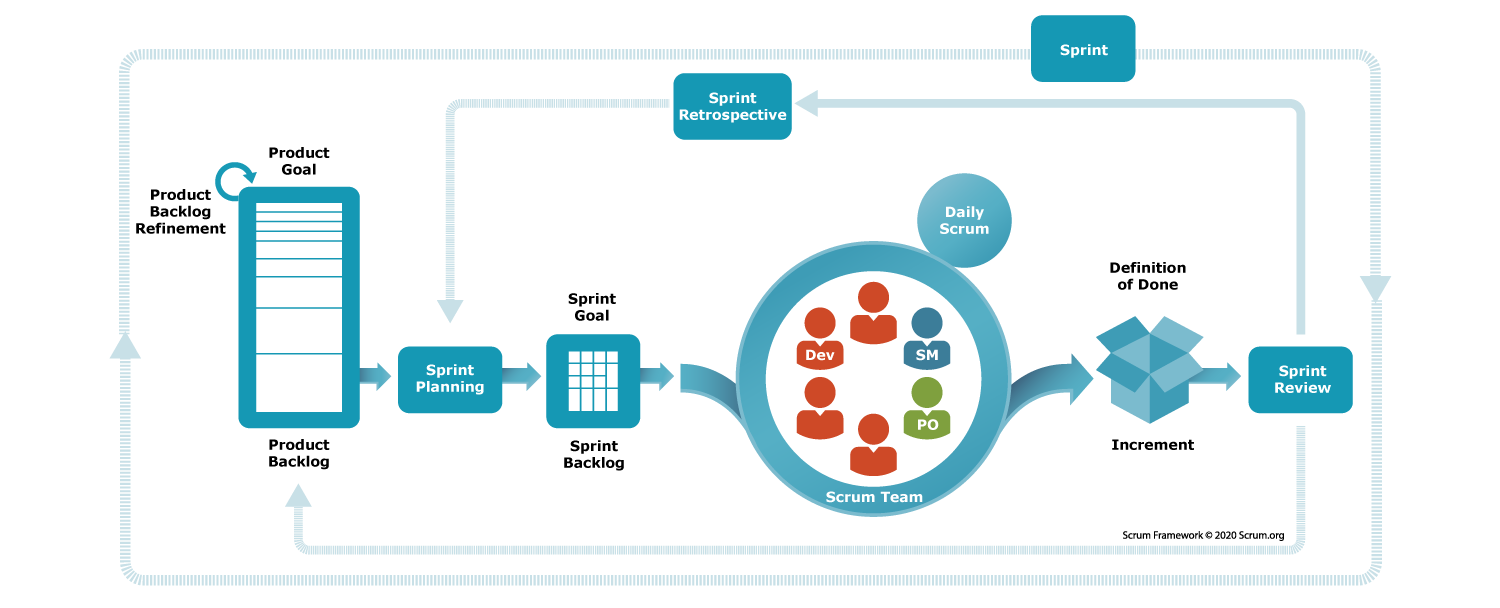 Sprint
Sprint
Retrospective
Product
Goal
Product
Backlog
Refinement
Daily
Scrum
Definition
of Done
Sprint
Goal
Dev
SM
Sprint
Planning
Sprint
Review
PO
Product
Backlog
Sprint
Backlog
Increment
Scrum Team
Scrum Framework © 2020 Scrum.org